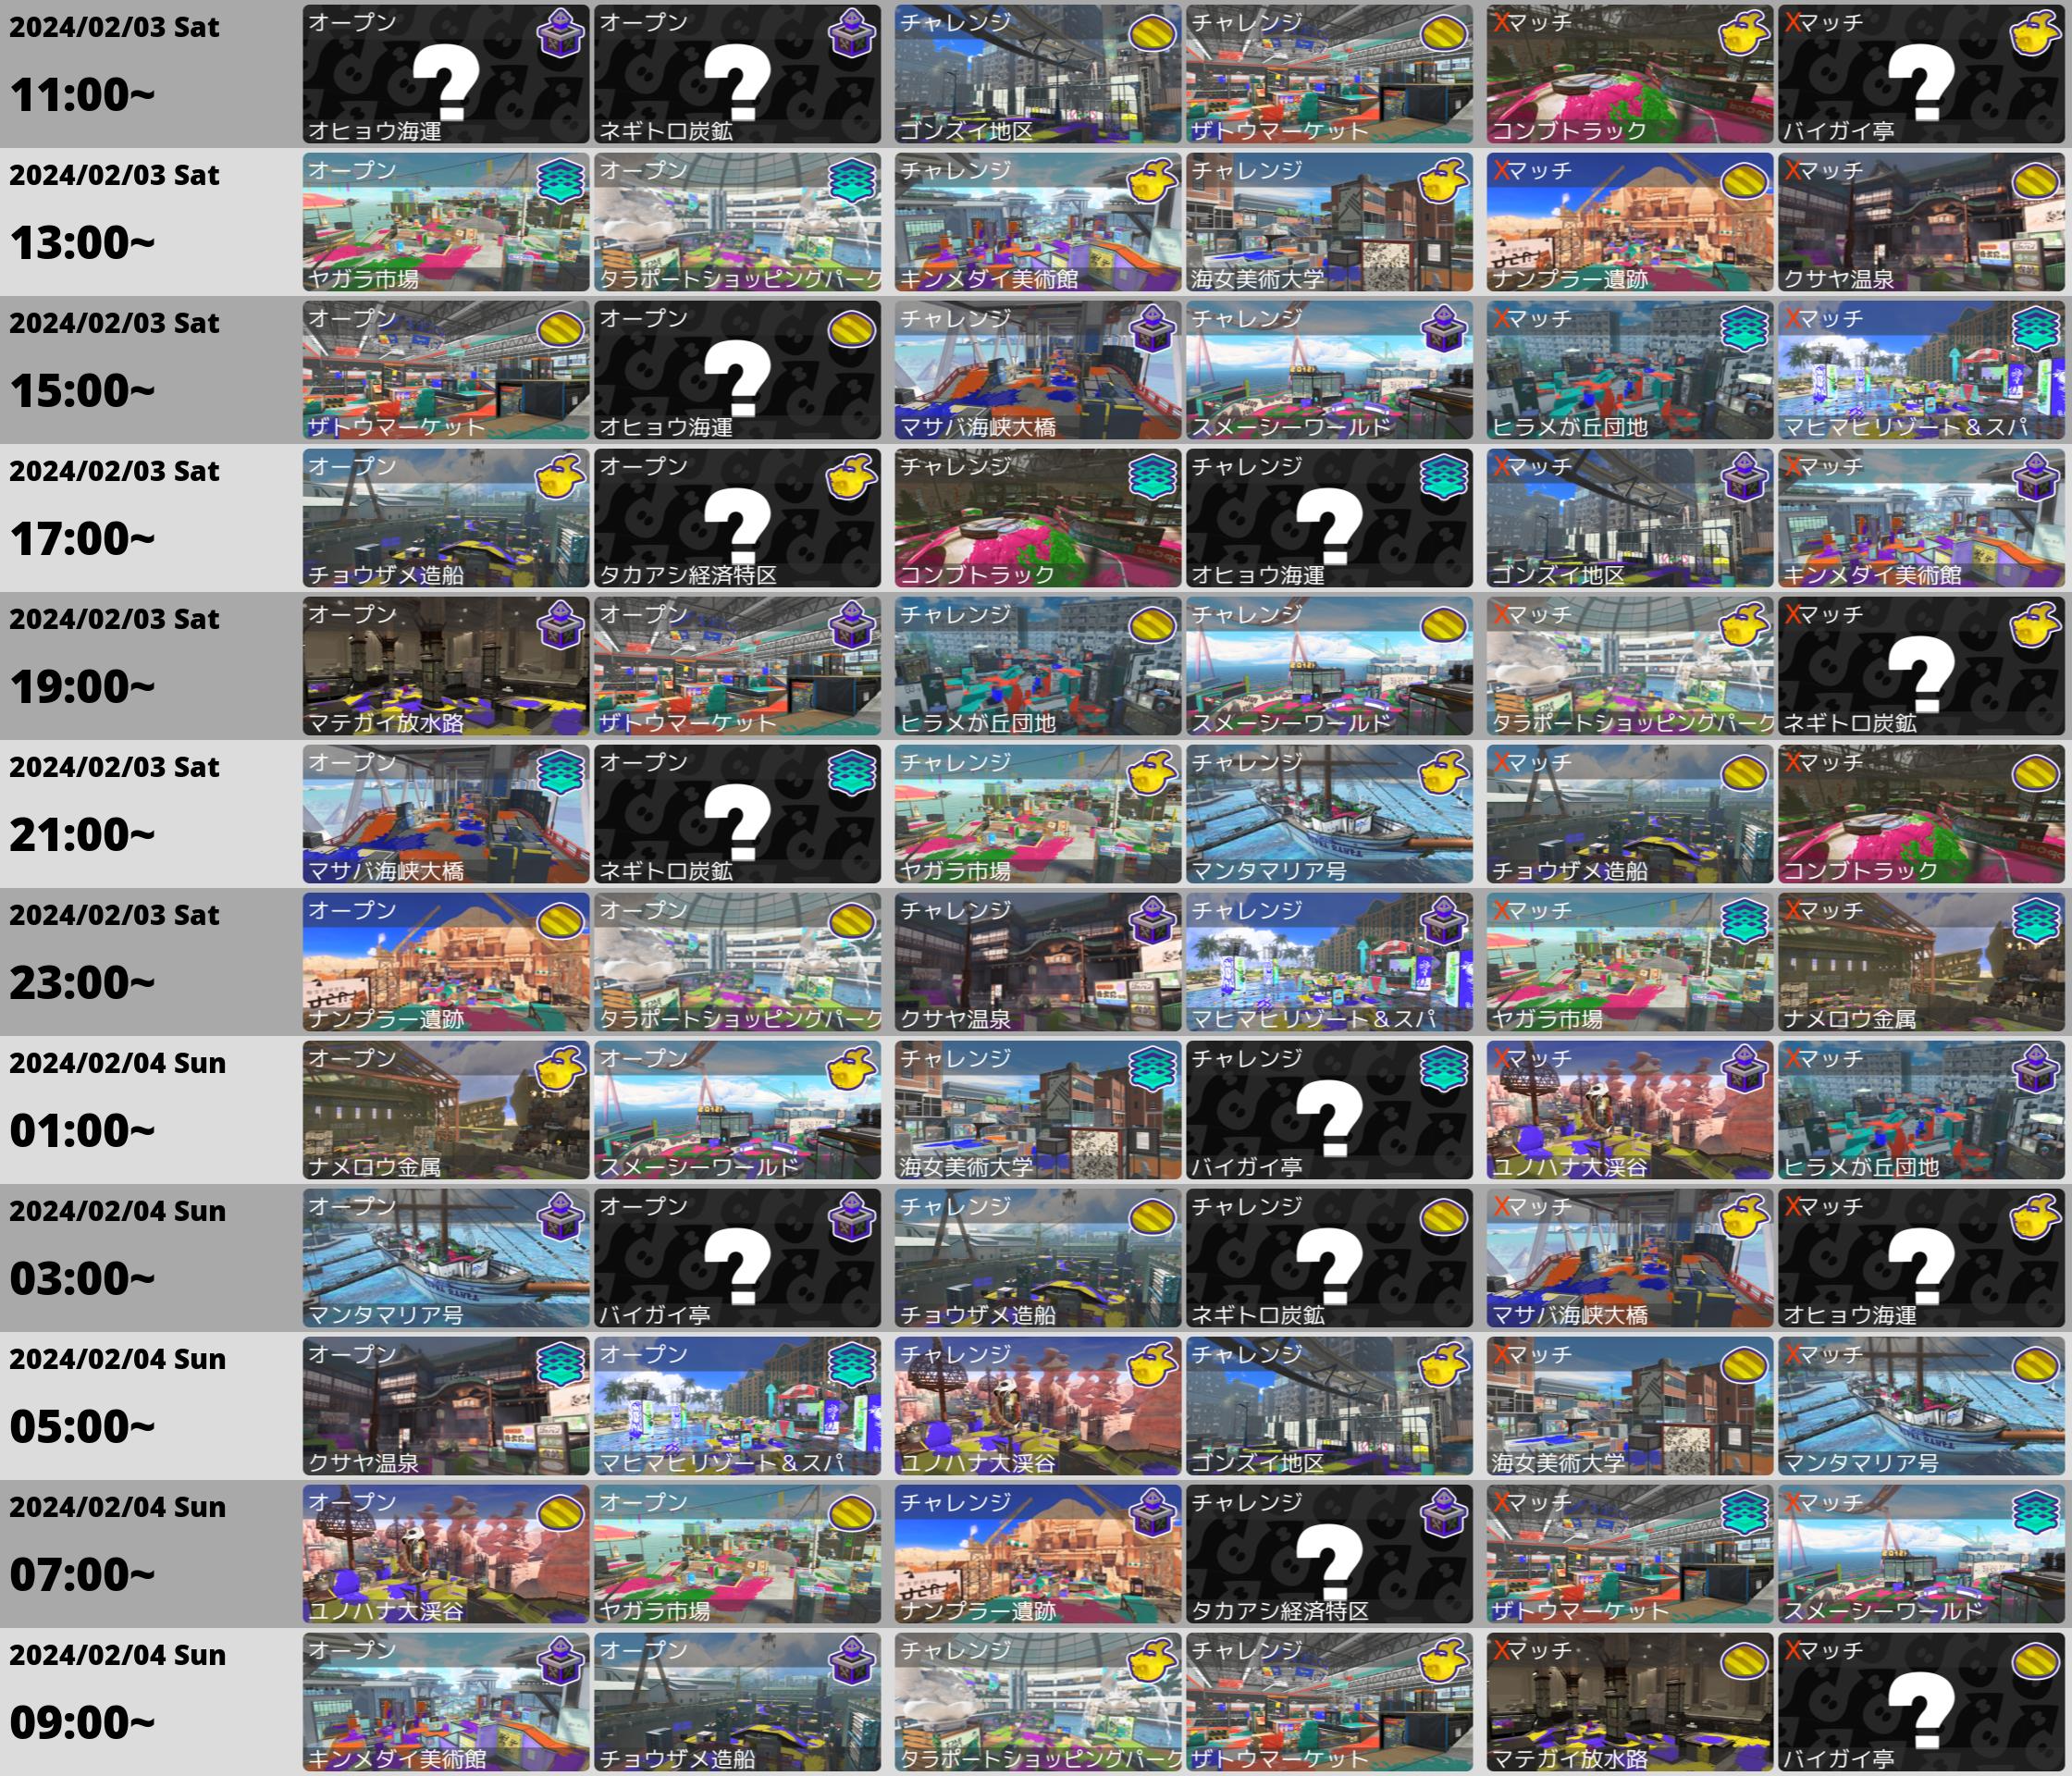 2024/02/03 Sat
11:00~
オープン
オヒョウ海運
オープン
ネギトロ炭鉱
チャレンジ
ゴンズイ地区
チャレンジ
ザトウマーケット
Xマッチ
コンブトラック
Xマッチ
バイガイ亭
2024/02/03 Sat
13:00~
オープン
ヤガラ市場
オープン
タラポートショッピングパーク
チャレンジ
キンメダイ美術館
チャレンジ
海女美術大学
Xマッチ
ナンプラー遺跡
Xマッチ
クサヤ温泉
2024/02/03 Sat
15:00~
オープン
ザトウマーケット
オープン
オヒョウ海運
チャレンジ
マサバ海峡大橋
チャレンジ
スメーシーワールド
Xマッチ
ヒラメが丘団地
Xマッチ
マヒマヒリゾート&スパ
2024/02/03 Sat
17:00~
オープン
チョウザメ造船
オープン
タカアシ経済特区
チャレンジ
コンブトラック
チャレンジ
オヒョウ海運
Xマッチ
ゴンズイ地区
Xマッチ
キンメダイ美術館
2024/02/03 Sat
19:00~
オープン
マテガイ放水路
オープン
ザトウマーケット
チャレンジ
ヒラメが丘団地
チャレンジ
スメーシーワールド
Xマッチ
タラポートショッピングパーク
Xマッチ
ネギトロ炭鉱
2024/02/03 Sat
21:00~
オープン
マサバ海峡大橋
オープン
ネギトロ炭鉱
チャレンジ
ヤガラ市場
チャレンジ
マンタマリア号
Xマッチ
チョウザメ造船
Xマッチ
コンブトラック
2024/02/03 Sat
23:00~
オープン
ナンプラー遺跡
オープン
タラポートショッピングパーク
チャレンジ
クサヤ温泉
チャレンジ
マヒマヒリゾート&スパ
Xマッチ
ヤガラ市場
Xマッチ
ナメロウ金属
2024/02/04 Sun
01:00~
オープン
ナメロウ金属
オープン
スメーシーワールド
チャレンジ
海女美術大学
チャレンジ
バイガイ亭
Xマッチ
ユノハナ大渓谷
Xマッチ
ヒラメが丘団地
2024/02/04 Sun
03:00~
オープン
マンタマリア号
オープン
バイガイ亭
チャレンジ
チョウザメ造船
チャレンジ
ネギトロ炭鉱
Xマッチ
マサバ海峡大橋
Xマッチ
オヒョウ海運
2024/02/04 Sun
05:00~
オープン
クサヤ温泉
オープン
マヒマヒリゾート&スパ
チャレンジ
ユノハナ大渓谷
チャレンジ
ゴンズイ地区
Xマッチ
海女美術大学
Xマッチ
マンタマリア号
2024/02/04 Sun
07:00~
オープン
ユノハナ大渓谷
オープン
ヤガラ市場
チャレンジ
ナンプラー遺跡
チャレンジ
タカアシ経済特区
Xマッチ
ザトウマーケット
Xマッチ
スメーシーワールド
2024/02/04 Sun
09:00~
オープン
キンメダイ美術館
オープン
チョウザメ造船
チャレンジ
タラポートショッピングパーク
チャレンジ
ザトウマーケット
Xマッチ
マテガイ放水路
Xマッチ
バイガイ亭